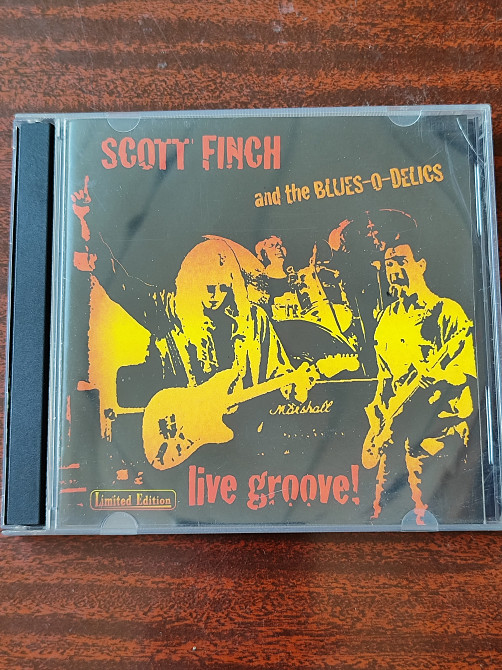 SCOTT FINCH
and the BLUES-O-DELICS
Marshall
live groove!
Limited Edition